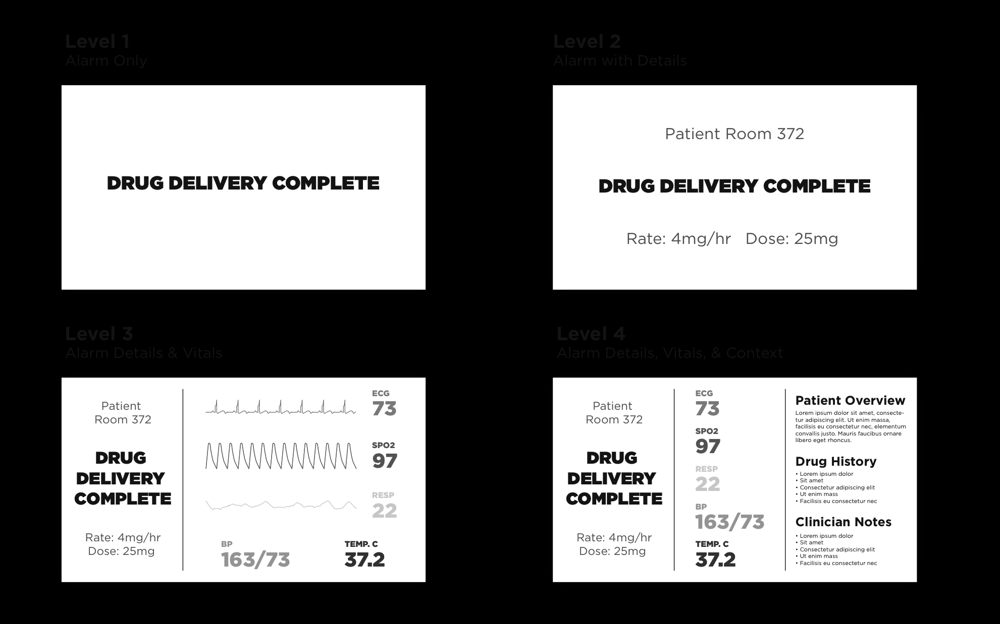 Level 1
Alarm Only
DRUG DELIVERY COMPLETE
Level 2
Alarm with Details
Patient Room 372
DRUG DELIVERY COMPLETE
Rate: 4mg/hr Dose: 25mg
Level 3
Alarm Details & Vitals
Patient
Room 372
DRUG
DELIVERY
COMPLETE
Rate: 4mg/hr
Dose: 25mg
ECG
73
SPO2
97
RESP
22
BP
163/73
TEMP. C
37.2
Level 4
Alarm Details, Vitals, & Context
Patient
Room 372
DRUG
DELIVERY
COMPLETE
Rate: 4mg/hr
Dose: 25mg
ECG
73
SPO2
97
RESP
22
BP
163/73
TEMP. C
37.2
Patient Overview
Lorem ipsum dolor sit amet, consecte-
tur adipiscing elit. Ut enim massa,
facilisis eu consectetur nec, elementum
convallis justo. Mauris faucibus ornare
libero eget rhoncus.
Drug History
• Lorem ipsum dolor
• Sit amet
• Consectetur adipiscing elit
• Ut enim mass
• Facilisis eu consectetur nec
Clinician Notes
• Lorem ipsum dolor
• Sit amet
• Consectetur adipiscing elit
• Ut enim mass
• Facilisis eu consectetur nec